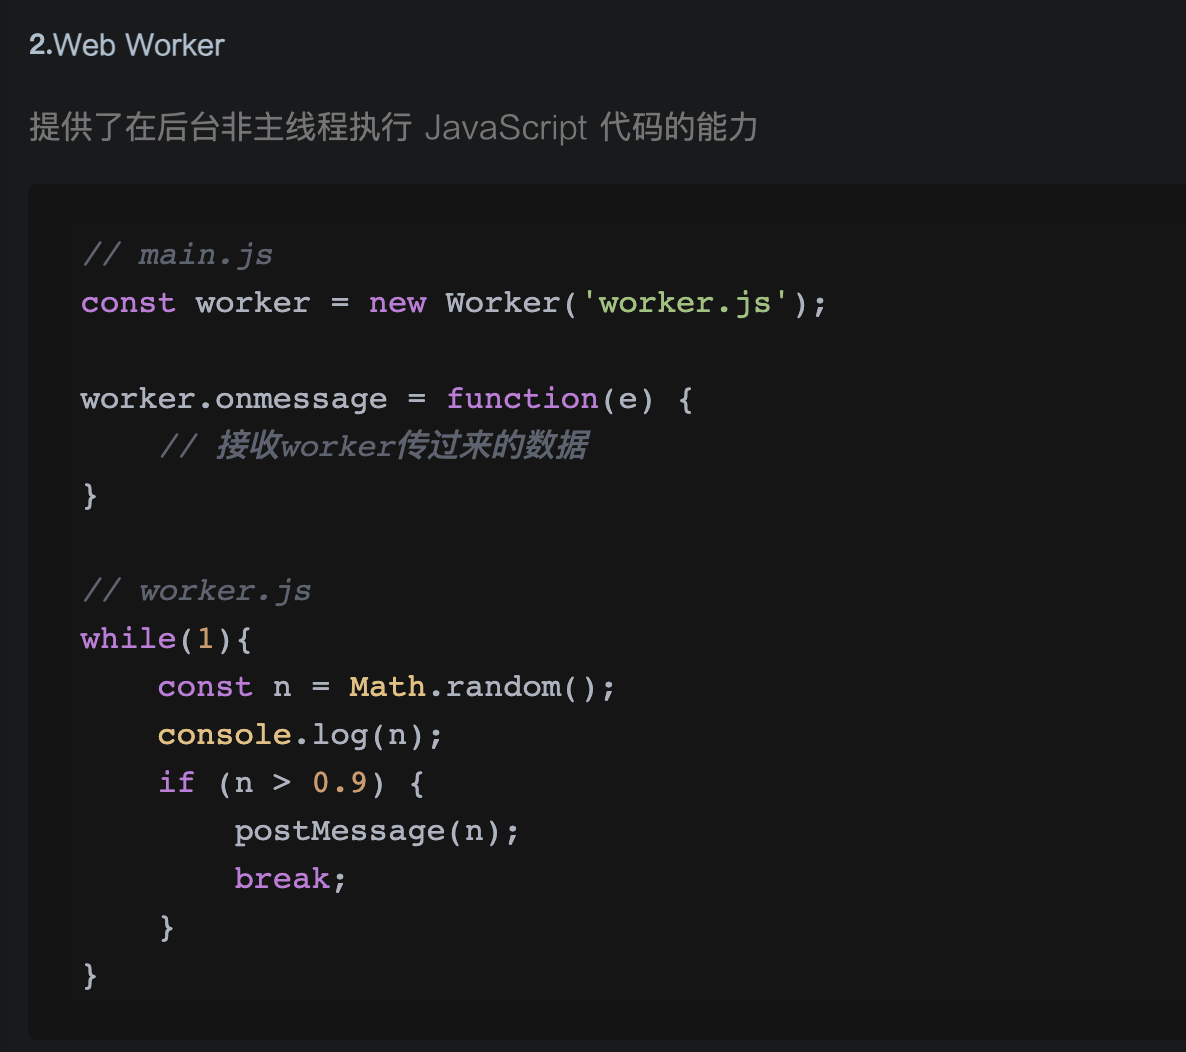 2.Web Worker
提供了在后台非主线程执行 JavaScript 代码的能力
// main.js
const worker = new Worker('worker.js');
worker.onmessage = function(e) {
    // 接收worker传过来的数据
}
// worker.js
while(1){
    const n = Math.random();
    console.log(n);
    if (n > 0.9) {
        postMessage(n);
        break;
    }
}